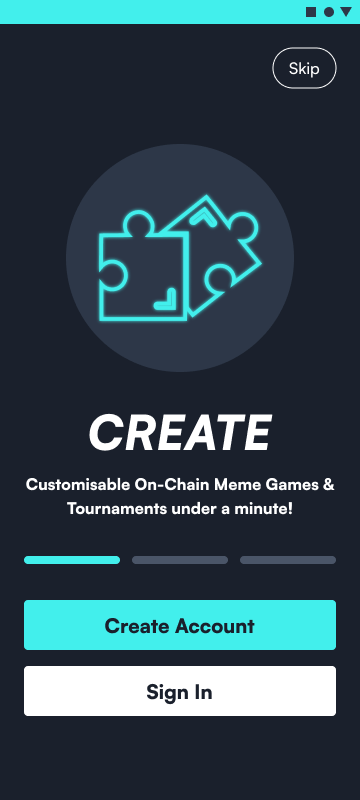 Skip
CREATE
Customisable On-Chain Meme Games &
Tournaments under a minute!
Create Account
Sign In